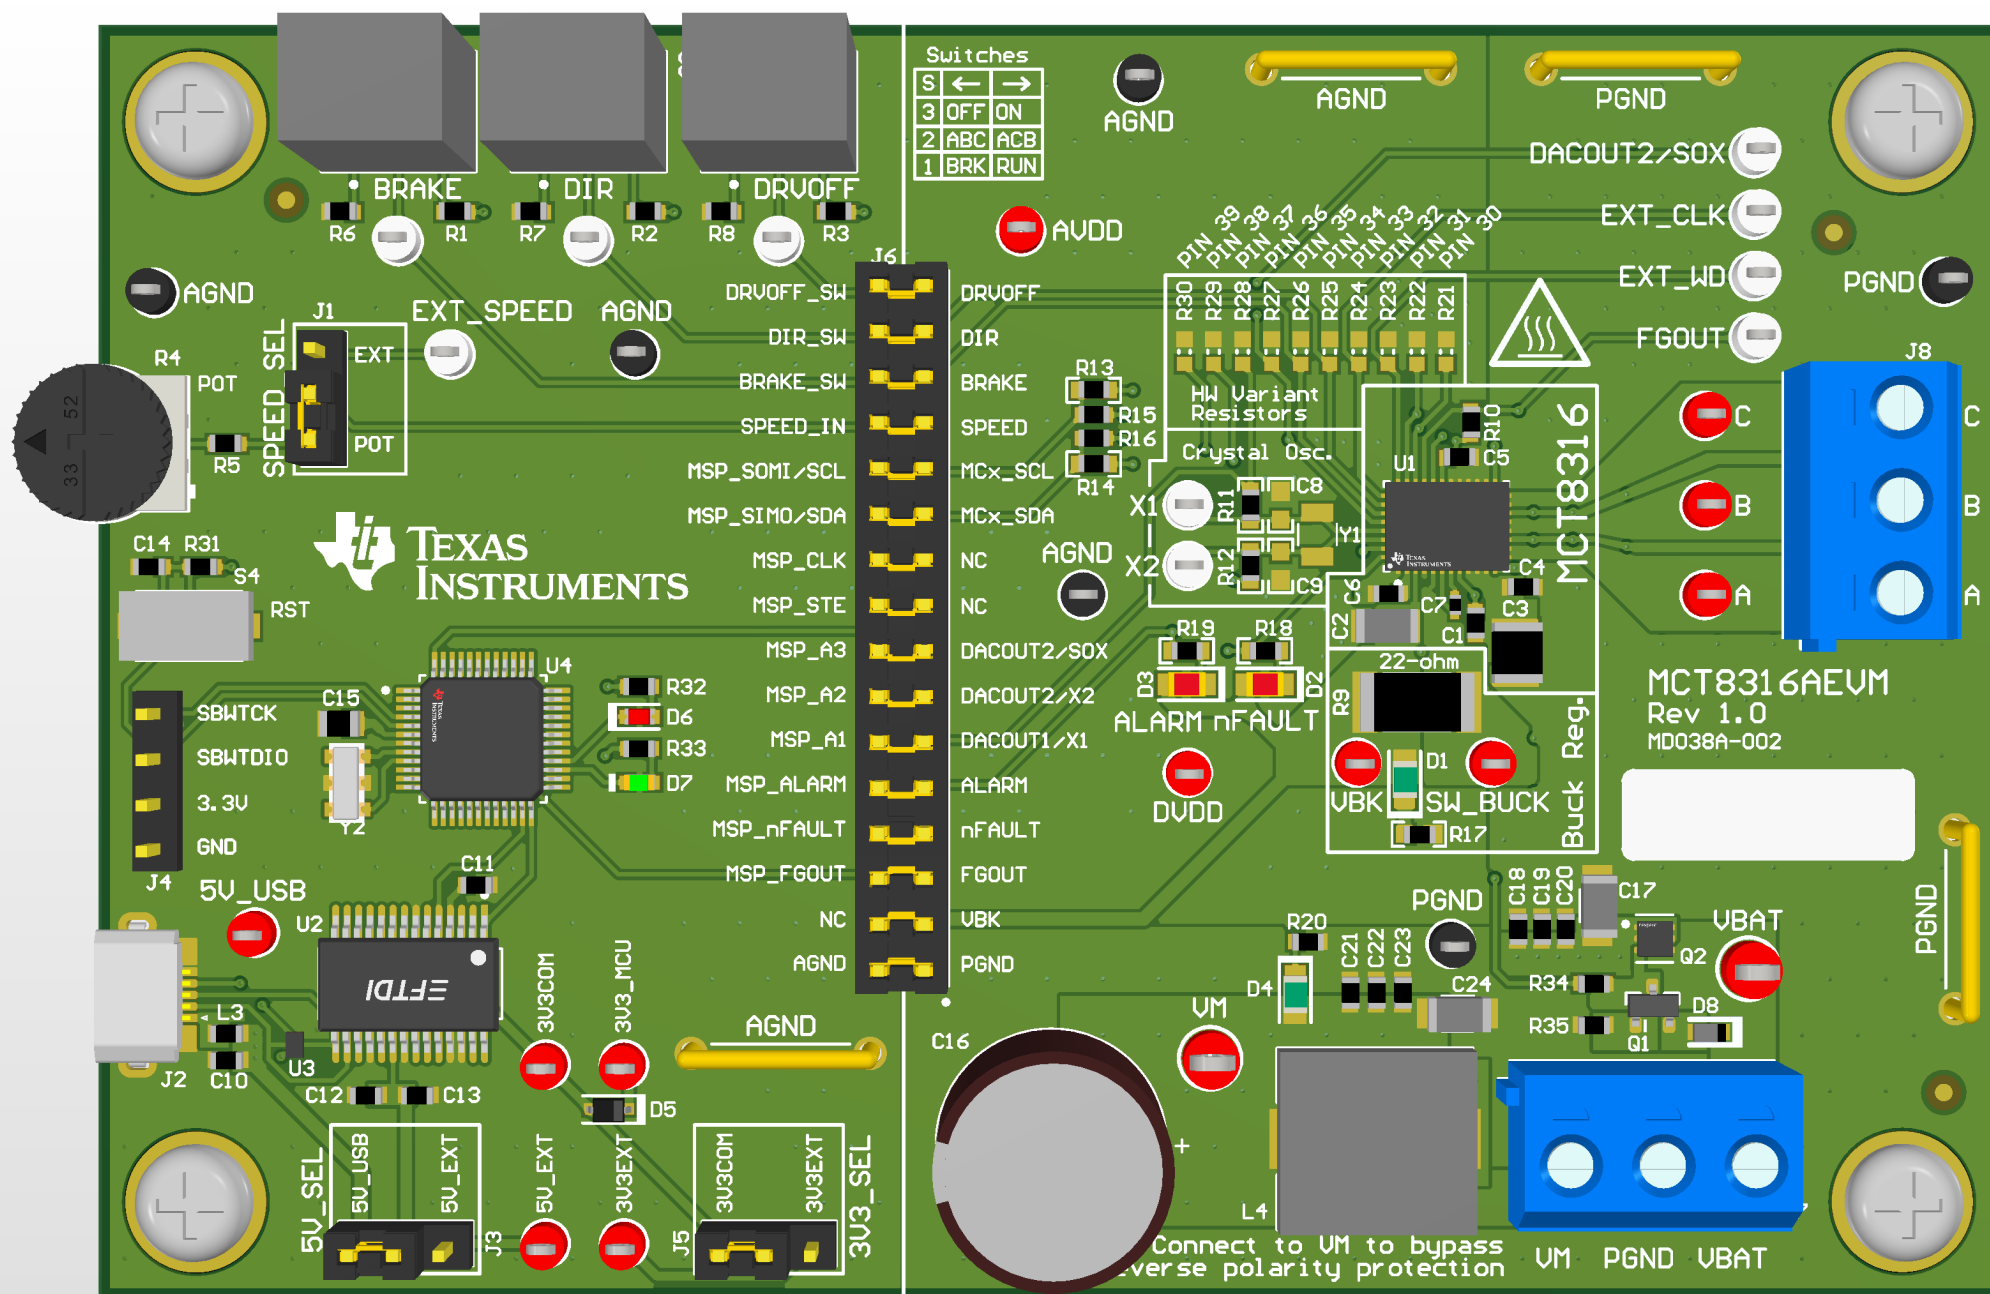 Switches
S ← →
3 OFF ON
2 ABC ACB
1 BRK RUN
AGND
AGND
PGND
DACOUT2/SOX
EXT_CLK
EXT_WD
FGOUT
PGND
BRAKE
DIR
DRVOFF
R6
R1
R7
R2
R8
R3
AVDD
AGND
J1
SPEED SEL
EXT
POT
EXT_SPEED
AGND
R4
POT
33
52
R5
J6
DRVOFF_SW
DRVOFF
DIR_SW
DIR
BRAKE_SW
BRAKE
SPEED_IN
SPEED
MSP_SOMI/SCL
MCx_SCL
MSP_SIMO/SDA
MCx_SDA
MSP_CLK
NC
MSP_STE
NC
MSP_A3
DACOUT2/SOX
MSP_A2
DACOUT2/X2
MSP_A1
DACOUT1/X1
MSP_ALARM
ALARM
MSP_nFAULT
nFAULT
MSP_FGOUT
FGOUT
NC
VBK
AGND
PGND
PIN 39
PIN 38
PIN 37
PIN 36
PIN 35
PIN 34
PIN 33
PIN 32
PIN 31
PIN 30
R30
R29
R28
R27
R26
R25
R24
R23
R22
R21
HW Variant
Resistors
R13
R15
R16
R14
Crystal Osc.
X1
X2
R11
C8
R12
C9
Y1
AGND
U1
R10
C5
MCT8316
TEXAS
INSTRUMENTS
C6
C2
C7
C1
C3
C4
J8
C
C
B
B
A
A
C14
R31
S4
RST
TEXAS
INSTRUMENTS
U4
TEXAS
INSTRUMENTS
C15
Y2
R32
D6
R33
D7
SBWTCK
SBWTDIO
3.3V
GND
J4
R19
R18
D3
D2
ALARM
nFAULT
DVDD
22-ohm
R9
VBK
D1
SW_BUCK
R17
Buck Reg.
MCT8316AEVM
Rev 1.0
MD038A-002
5V_USB
C11
U2
FTDI
J2
L3
C10
U3
C12
C13
3V3COM
3V3_MCU
D5
AGND
5V_SEL
5V_USB
5V_EXT
J3
5V_EXT
3V3EXT
J5
3V3COM
3V3EXT
3V3_SEL
C16
+
VM
R20
D4
C21
C22
C23
C24
PGND
C18
C19
C20
C17
Q2
VBAT
R34
R35
Q1
D8
PGND
L4
Connect to VM to bypass
everse polarity protection
VM
PGND
VBAT